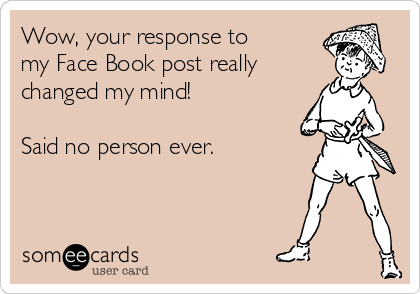 Wow, your response to
my Face Book post really
changed my mind!
Said no person ever.
someecards
user card